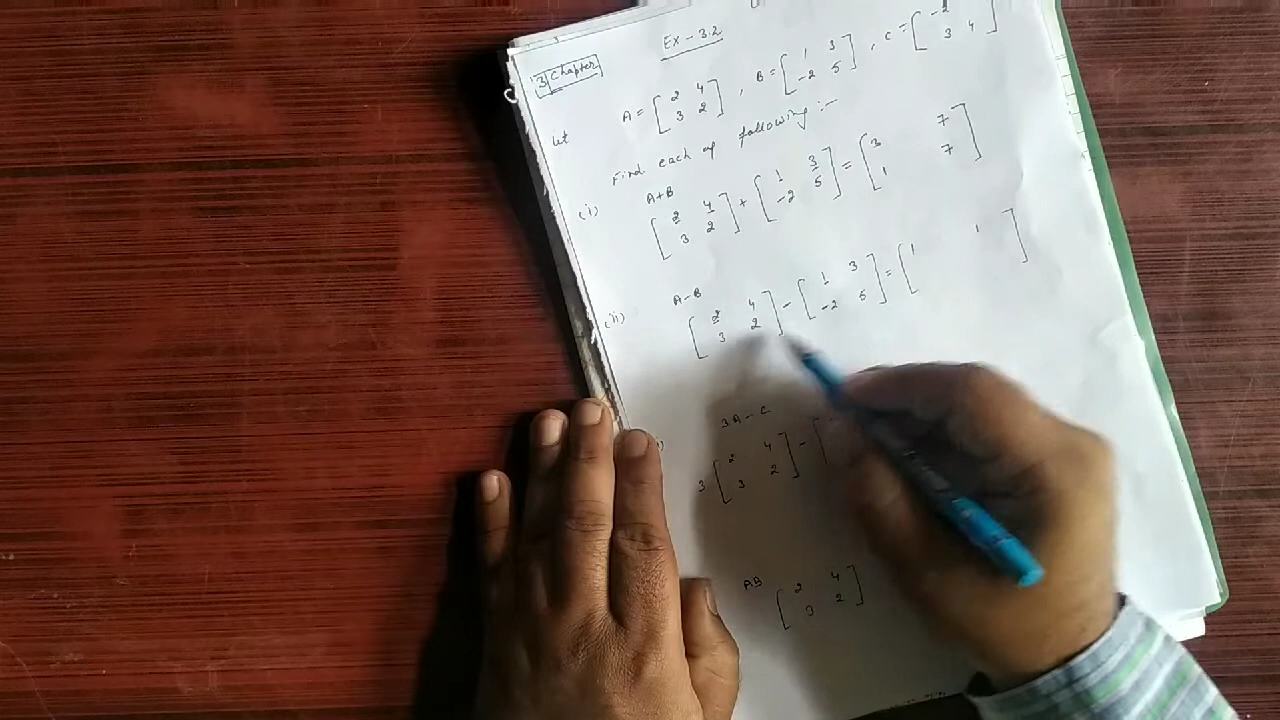 3 Chapter
Ex - 3.2
Let A = [ 2 4 , B = [ 1 3 , C = [ -2
3 2 ] -2 5 ] 3 4 ]
Find each of following :-
(i) A+B
[ 2 4 + [ 1 3 = [ 3 7
3 2 ] -2 5 ] 1 7 ]
(ii) A-B
[ 2 4 - [ 1 3 = [ 1 1
3 2 ] -2 5 ] ]
3A - C
3 [ 2 4 - [
3 2 ]
AB
[ 2 4
3 2 ]